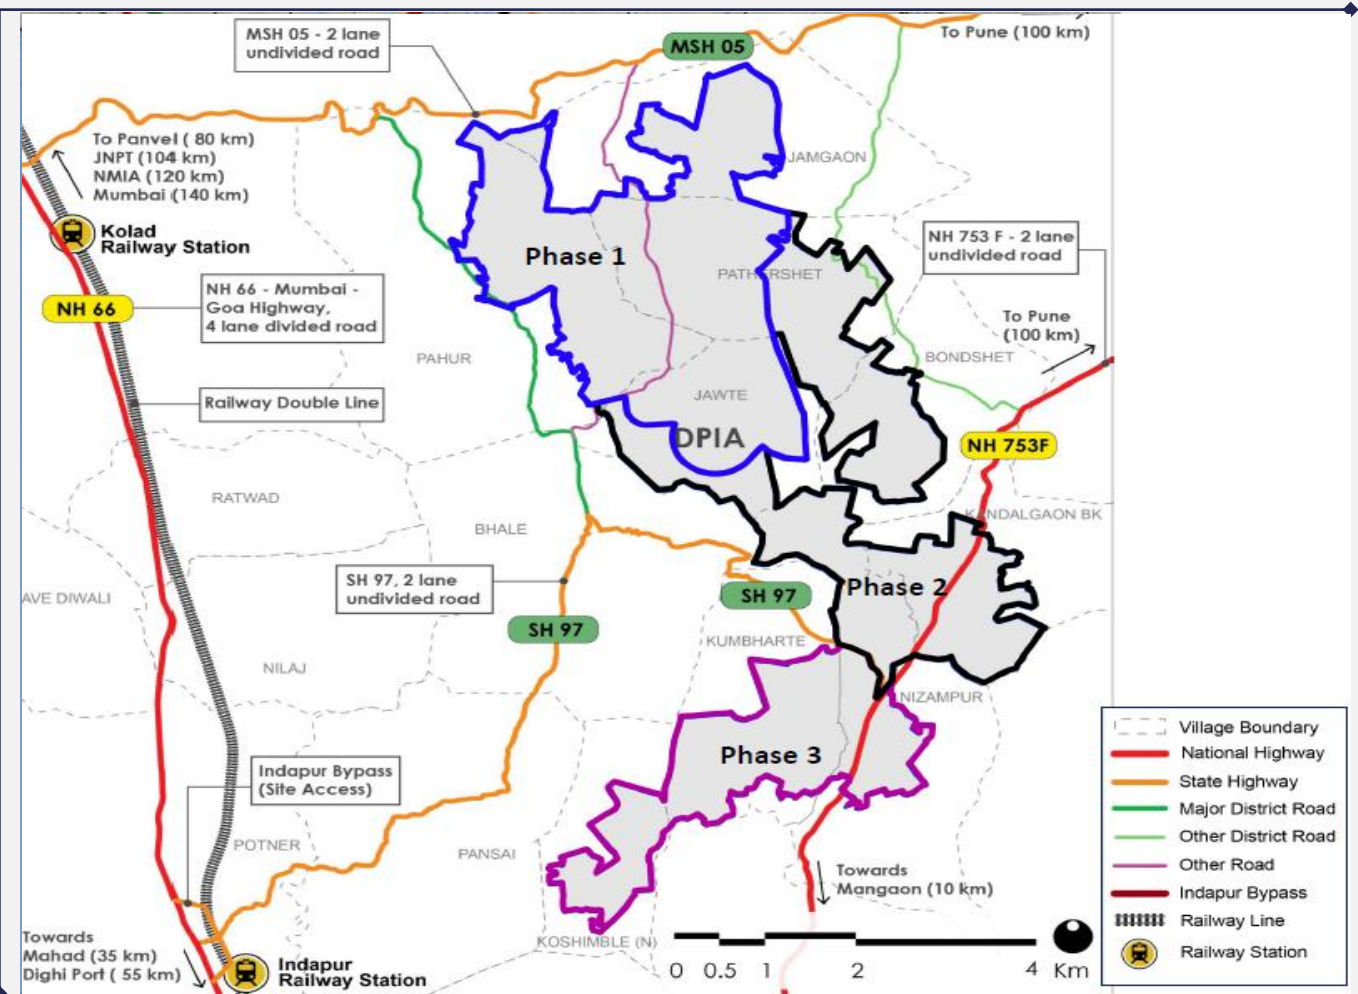 MSH 05 - 2 lane
undivided road
MSH 05
To Pune (100 km)
To Panvel ( 80 km)
JNPT (104 km)
NMIA (120 km)
Mumbai (140 km)
JAMGAON
Kolad
Railway Station
Phase 1
PATHERSHET
NH 753 F - 2 lane
undivided road
NH 66
NH 66 - Mumbai -
Goa Highway,
4 lane divided road
To Pune
(100 km)
PAHUR
BONDSHET
Railway Double Line
JAWTE
DPIA
NH 753F
RATWAD
BHALE
KANDALGAON BK
SH 97, 2 lane
undivided road
AVE DIWALI
SH 97
Phase 2
SH 97
KUMBHARTE
NILAJ
NIZAMPUR
Phase 3
Indapur Bypass
(Site Access)
POTNER
PANSAI
Towards
Mangaon (10 km)
KOSHIMBLE (N)
Towards
Mahad (35 km)
Dighi Port ( 55 km)
Indapur
Railway Station
0 0.5 1 2 4 Km
Village Boundary
National Highway
State Highway
Major District Road
Other District Road
Other Road
Indapur Bypass
Railway Line
Railway Station